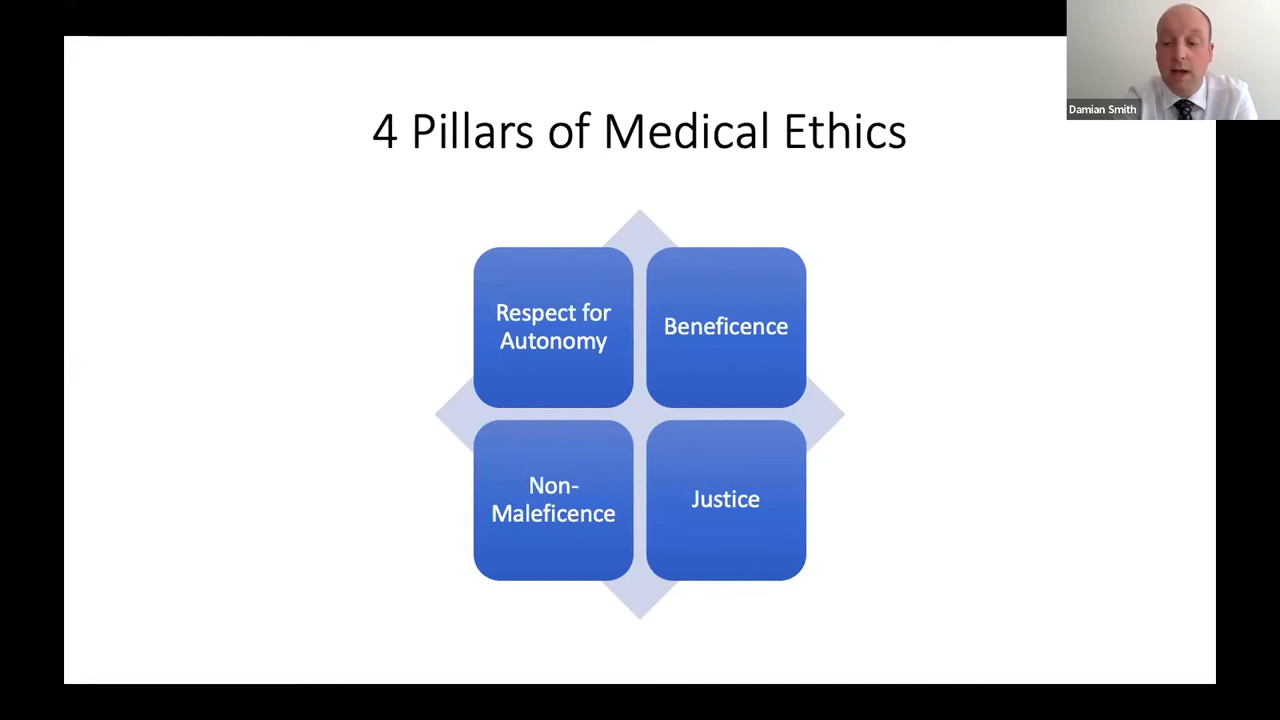 4 Pillars of Medical Ethics
Damian Smith
Respect for
Autonomy
Beneficence
Non-
Maleficence
Justice